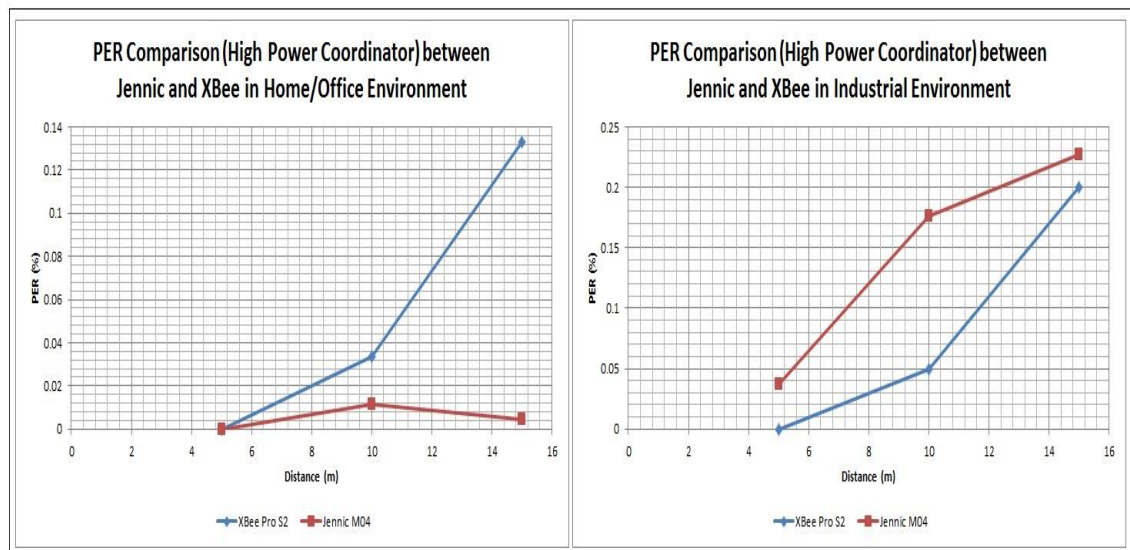 PER Comparison (High Power Coordinator) between
Jennic and XBee in Home/Office Environment
0.14
0.12
0.1
0.08
0.06
0.04
0.02
0
PER (%)
0 2 4 6 8 10 12 14 16
Distance (m)
XBee Pro S2 Jennic M04
PER Comparison (High Power Coordinator) between
Jennic and XBee in Industrial Environment
0.25
0.2
0.15
0.1
0.05
0
PER (%)
0 2 4 6 8 10 12 14 16
Distance (m)
XBee Pro S2 Jennic M04